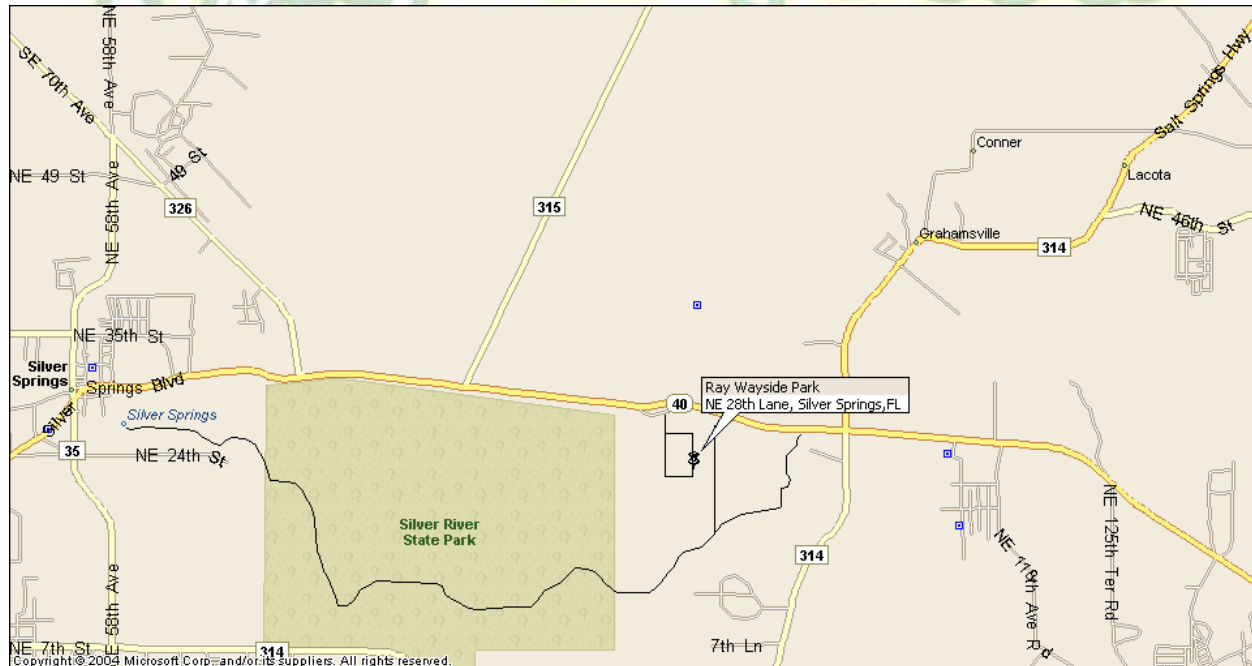 NE 58th Ave
SE 70th Ave
Salt Springs Hwy
Conner
NE 49 St
49 St
NE 58th Ave
Lacota
326
315
NE 46th St
Grahamsville
314
NE 35th St
Silver
Springs
Springs Blvd
Silver
Ray Wayside Park
NE 28th Lane, Silver Springs,FL
40
Silver Springs
35
NE 24th St
Silver River
State Park
NE 125th Ter Rd
314
NE 110th Ave Rd
E 58th Ave
NE 7th St
314
7th Ln
Copyright © 2004 Microsoft Corp. and/or its suppliers. All rights reserved.